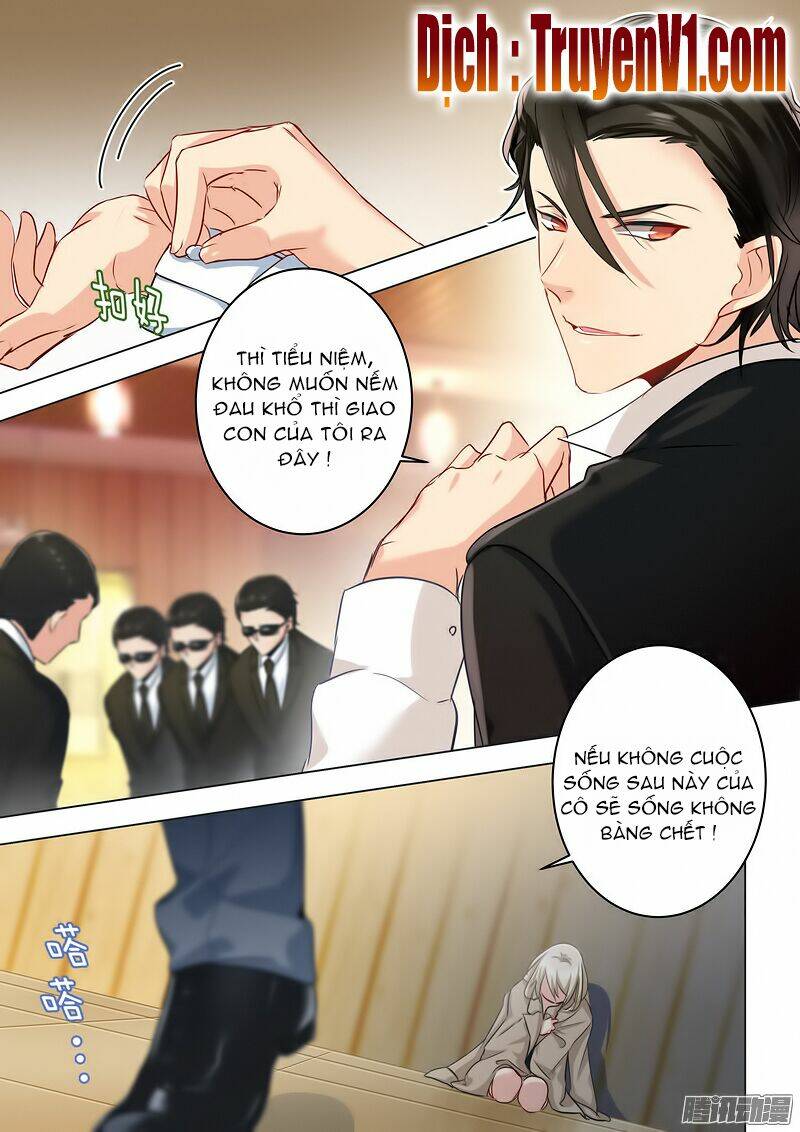 Dịch : TruyenV1.com
扣好
THÌ TIỂU NIỆM,
KHÔNG MUỐN NẾM
ĐAU KHỔ THÌ GIAO
CON CỦA TÔI RA
ĐÂY !
NẾU KHÔNG CUỘC
SỐNG SAU NÀY CỦA
CÔ SẼ SỐNG KHÔNG
BÀNG CHẾT !
嗒
嗒...
腾讯动漫